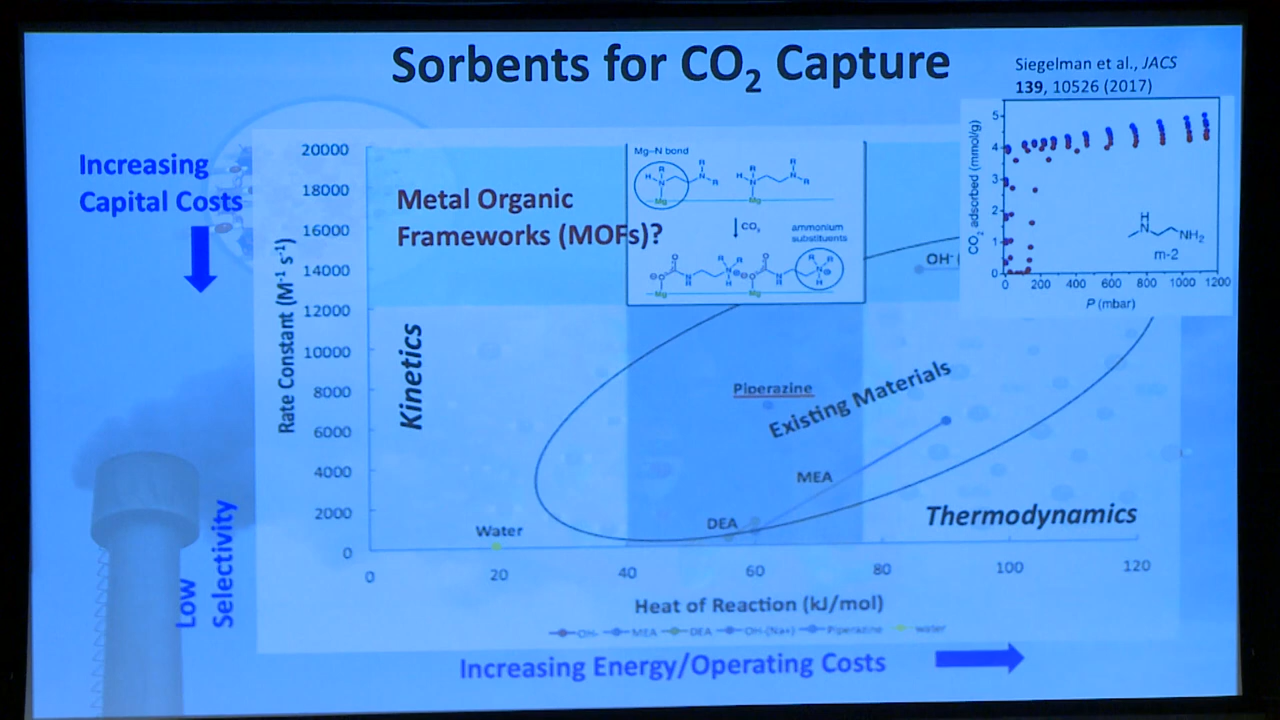 Sorbents for CO2 Capture
Siegelman et al., JACS
139, 10526 (2017)
Increasing
Capital Costs
Low
Selectivity
Rate Constant (M-1 s-1)
20000
18000
16000
14000
12000
10000
8000
6000
4000
2000
0
Kinetics
Metal Organic
Frameworks (MOFs)?
Mg–N bond
R
H
N
N
R
R
Mg
R
H
N
N
R
R
Mg
CO2
ammonium
substituents
O
O
N
H
R
R
N
H
Mg
O
O
N
H
R
R
N
H
Mg
OH-
CO2 adsorbed (mmol/g)
5
4
3
2
1
0
H
N
NH2
m-2
0 200 400 600 800 1000 1200
P (mbar)
Piperazine
Existing Materials
MEA
DEA
Water
Thermodynamics
0 20 40 60 80 100 120
Heat of Reaction (kJ/mol)
OH- MEA DEA OH-(Na+) Piperazine water
Increasing Energy/Operating Costs